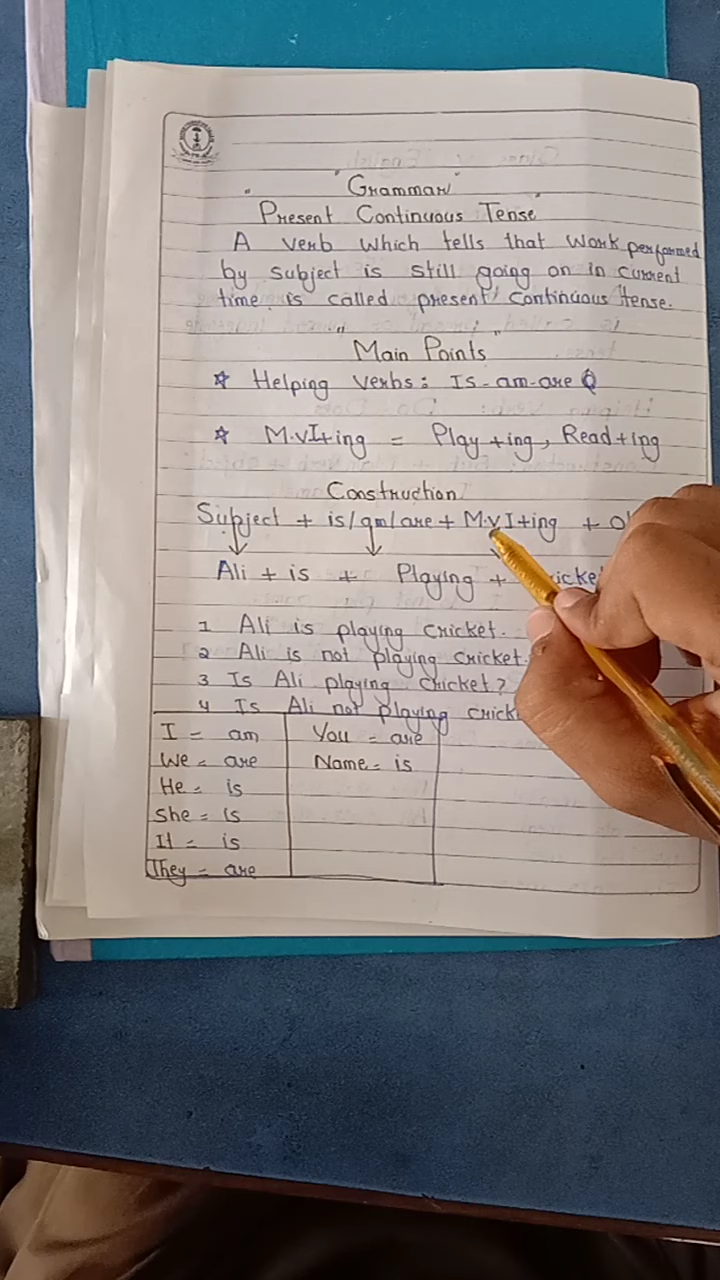 "Grammar"
"Present Continuous Tense"
A verb which tells that work performed
by subject is still going on in current
time is called present continuous tense.
"Main Points"
☆ Helping verbs: Is-am-are
☆ M.vI+ing = Play +ing, Read+ing
Construction
Subject + is/am/are + M.vI+ing +
Ali + is + Playing +
1 Ali is playing cricket.
2 Ali is not playing cricket.
3 Is Ali playing cricket?
4 Is Ali not playing
I = am You = are
We = are Name = is
He = is
She = is
It = is
They = are